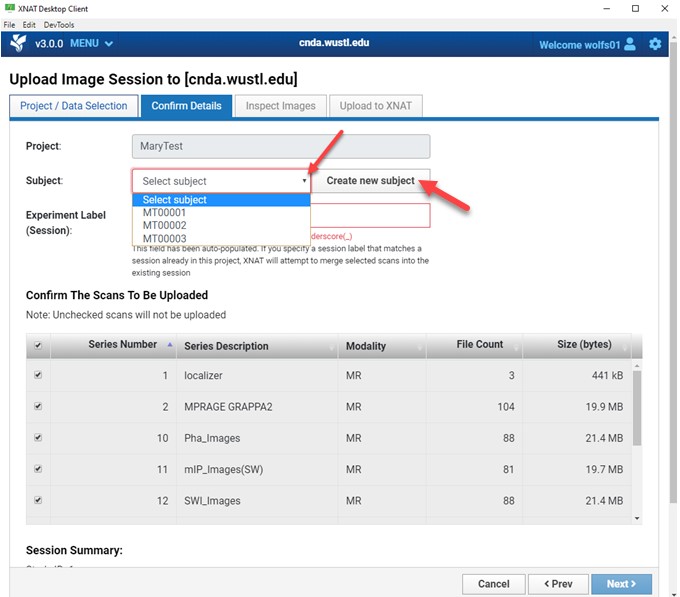 XNAT Desktop Client
File Edit DevTools
v3.0.0 MENU cnda.wustl.edu Welcome wolfs01
Upload Image Session to [cnda.wustl.edu]
Project / Data Selection Confirm Details Inspect Images Upload to XNAT
Project: MaryTest
Subject: Select subject Create new subject
Select subject
MT00001
MT00002
MT00003
Experiment Label
(Session):
derscore(_)
This field has been auto-populated. If you specify a session label that matches a
session already in this project, XNAT will attempt to merge selected scans into the
existing session
Confirm The Scans To Be Uploaded
Note: Unchecked scans will not be uploaded
Series Number Series Description Modality File Count Size (bytes)
1 localizer MR 3 441 kB
2 MPRAGE GRAPPA2 MR 104 19.9 MB
10 Pha_Images MR 88 21.4 MB
11 mIP_Images(SW) MR 81 19.7 MB
12 SWI_Images MR 88 21.4 MB
Session Summary:
Cancel < Prev Next >